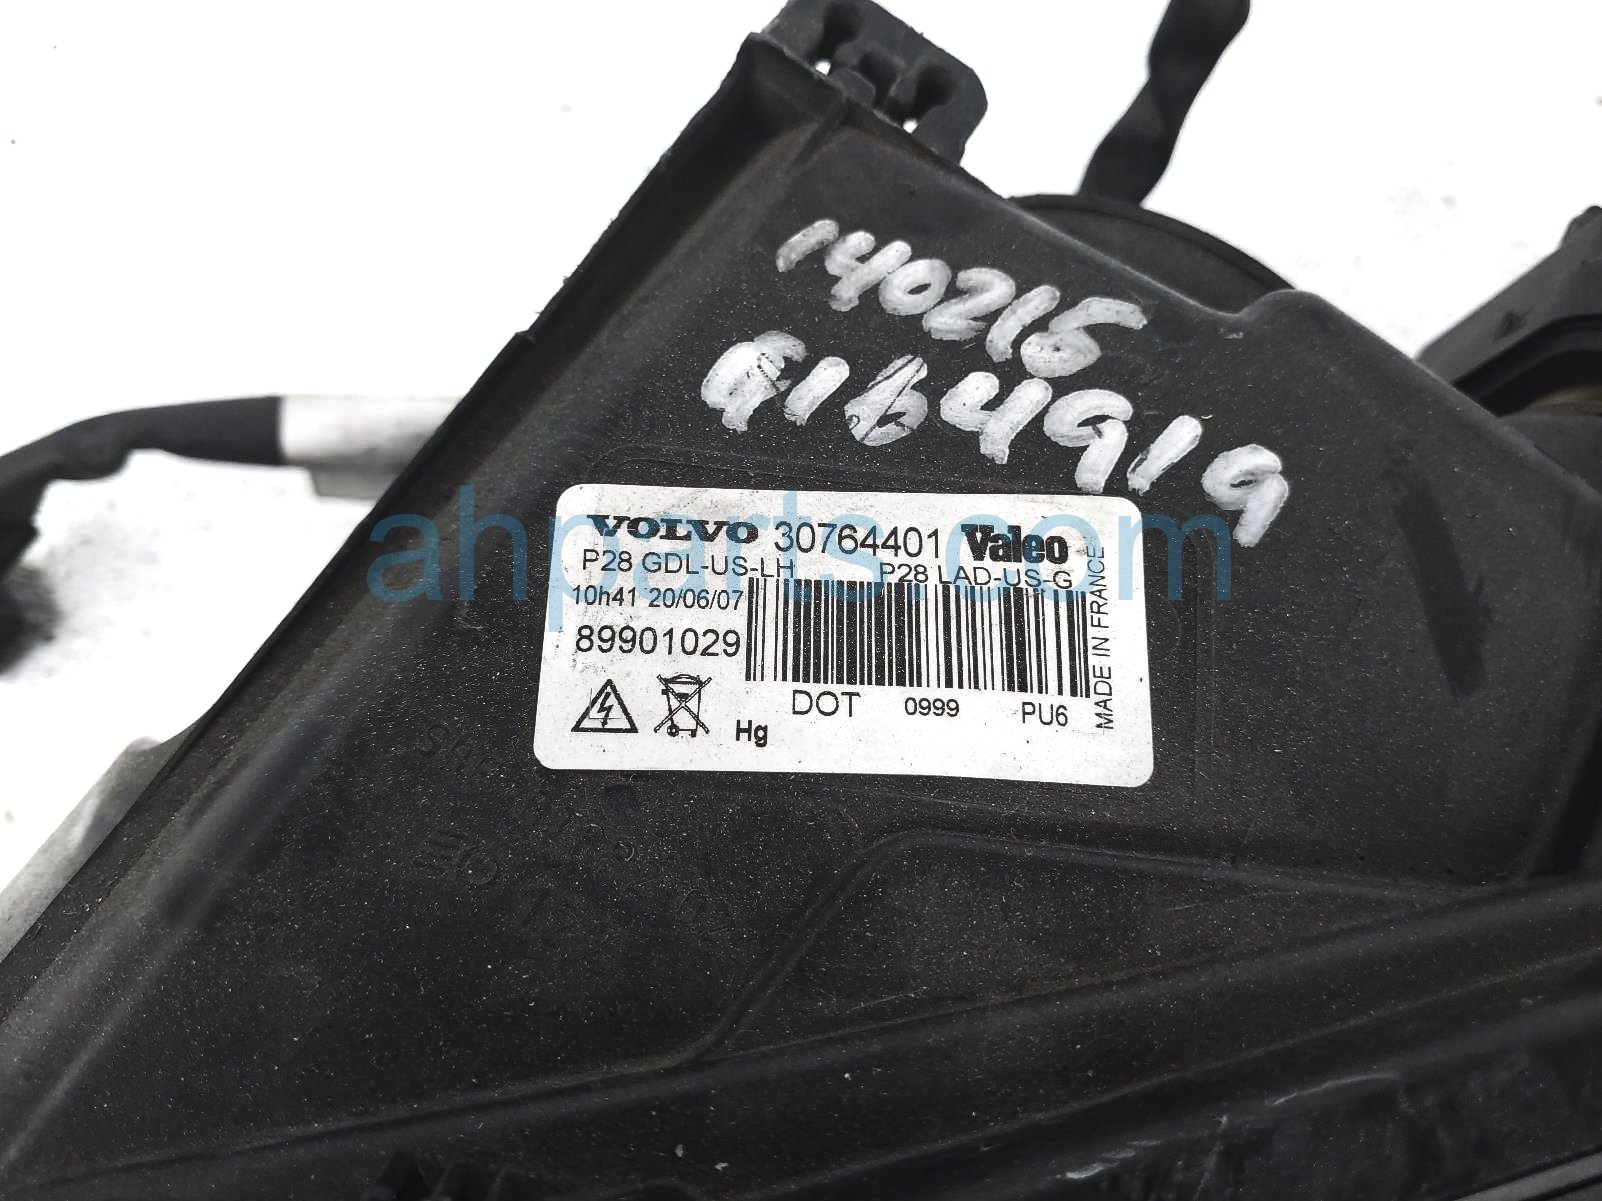 140215
G164919
VOLVO 30764401 Valeo
P28 GDL-US-LH P28 LAD-US-G
10h41 20/06/07
89901029
DOT 0999 PU6
Hg
MADE IN FRANCE
ahparts.com